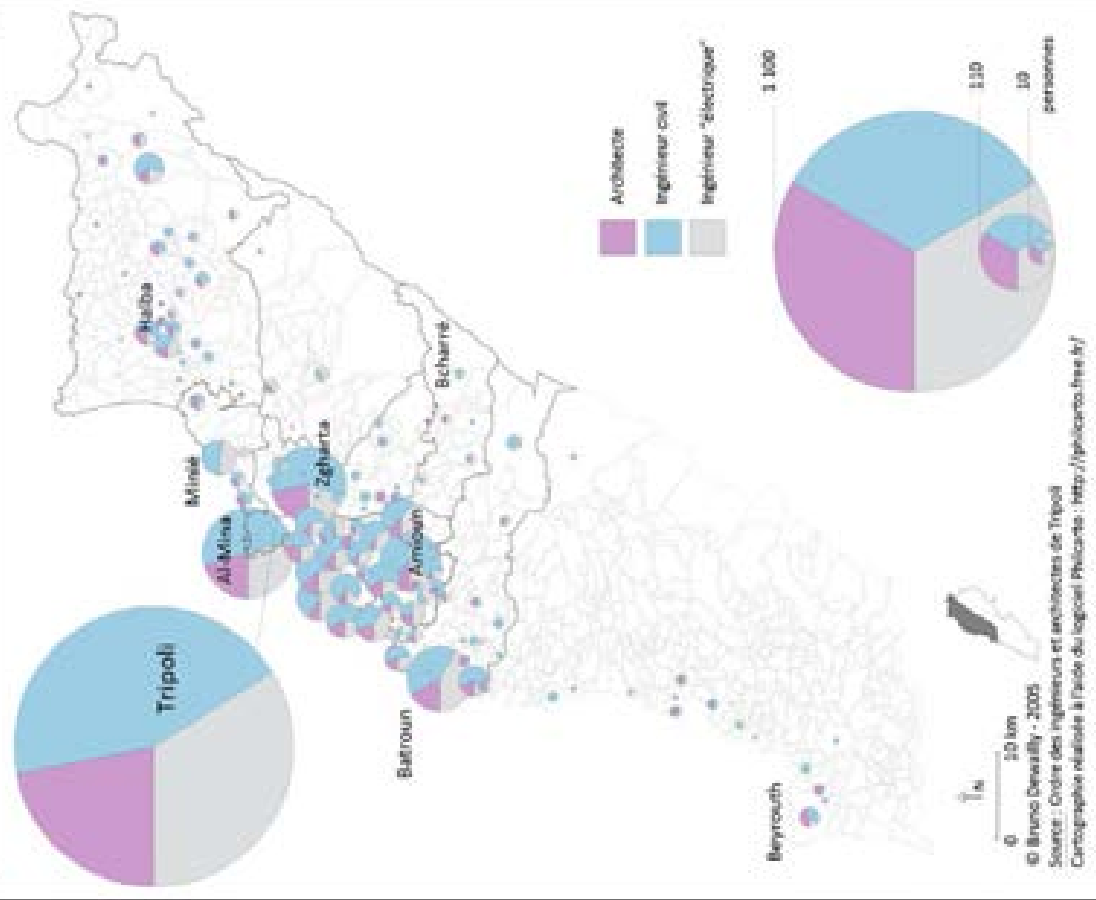 Halba
Minié
Al-Mina
Zgharta
Bcharré
Tripoli
Amioun
Batroun
Beyrouth
Architecte
Ingénieur civil
Ingénieur "électrique"
1 100
110
10
personnes
N
0 10 km
© Bruno Dewailly - 2005
Source : Ordre des ingénieurs et architectes de Tripoli
Cartographie réalisée à l'aide du logiciel Philcarto : http://philcarto.free.fr/